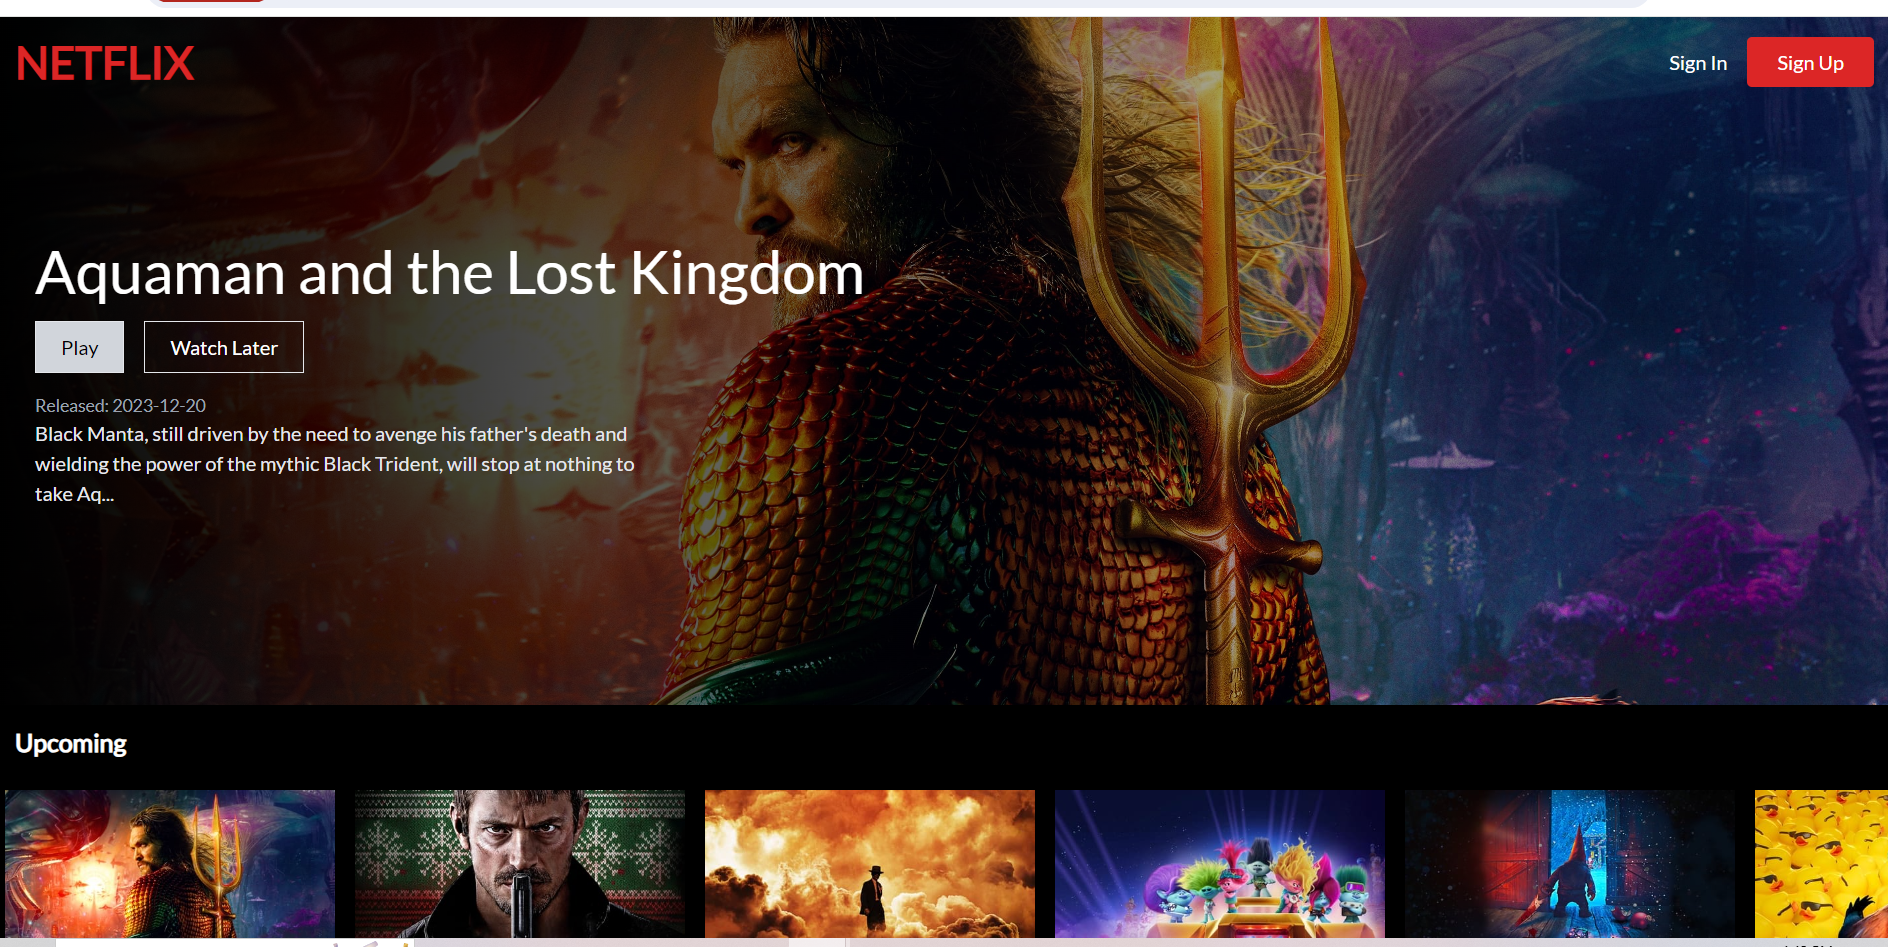 NETFLIX
Sign In
Sign Up
Aquaman and the Lost Kingdom
Play
Watch Later
Released: 2023-12-20
Black Manta, still driven by the need to avenge his father's death and
wielding the power of the mythic Black Trident, will stop at nothing to
take Aq...
Upcoming